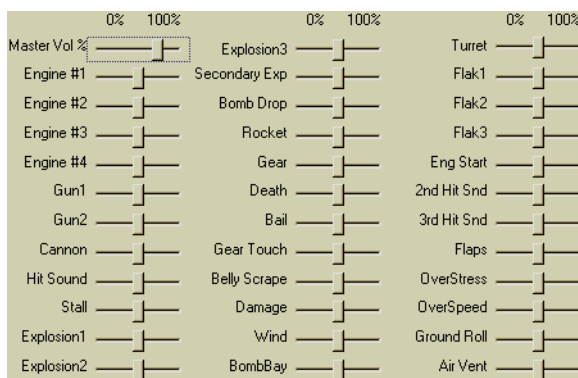 0% 100% 0% 100% 0% 100%
Master Vol % Explosion3 Turret
Engine #1 Secondary Exp Flak1
Engine #2 Bomb Drop Flak2
Engine #3 Rocket Flak3
Engine #4 Gear Eng Start
Gun1 Death 2nd Hit Snd
Gun2 Bail 3rd Hit Snd
Cannon Gear Touch Flaps
Hit Sound Belly Scrape OverStress
Stall Damage OverSpeed
Explosion1 Wind Ground Roll
Explosion2 BombBay Air Vent